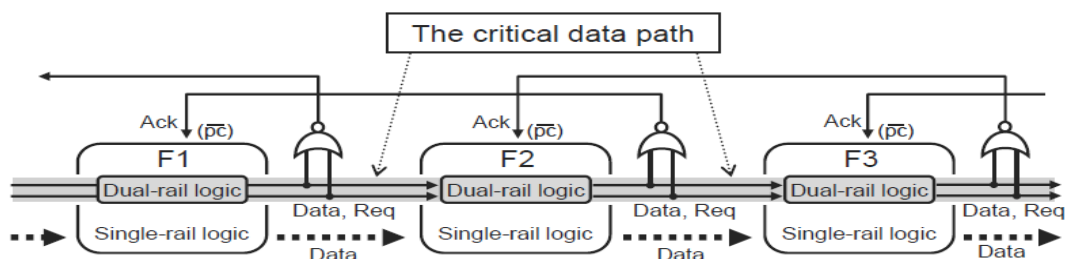 The critical data path
Ack (pc) Ack (pc) Ack (pc)
F1 F2 F3
Dual-rail logic Dual-rail logic Dual-rail logic
Data, Req Data, Req Data, Req
Single-rail logic Single-rail logic Single-rail logic
Data Data Data